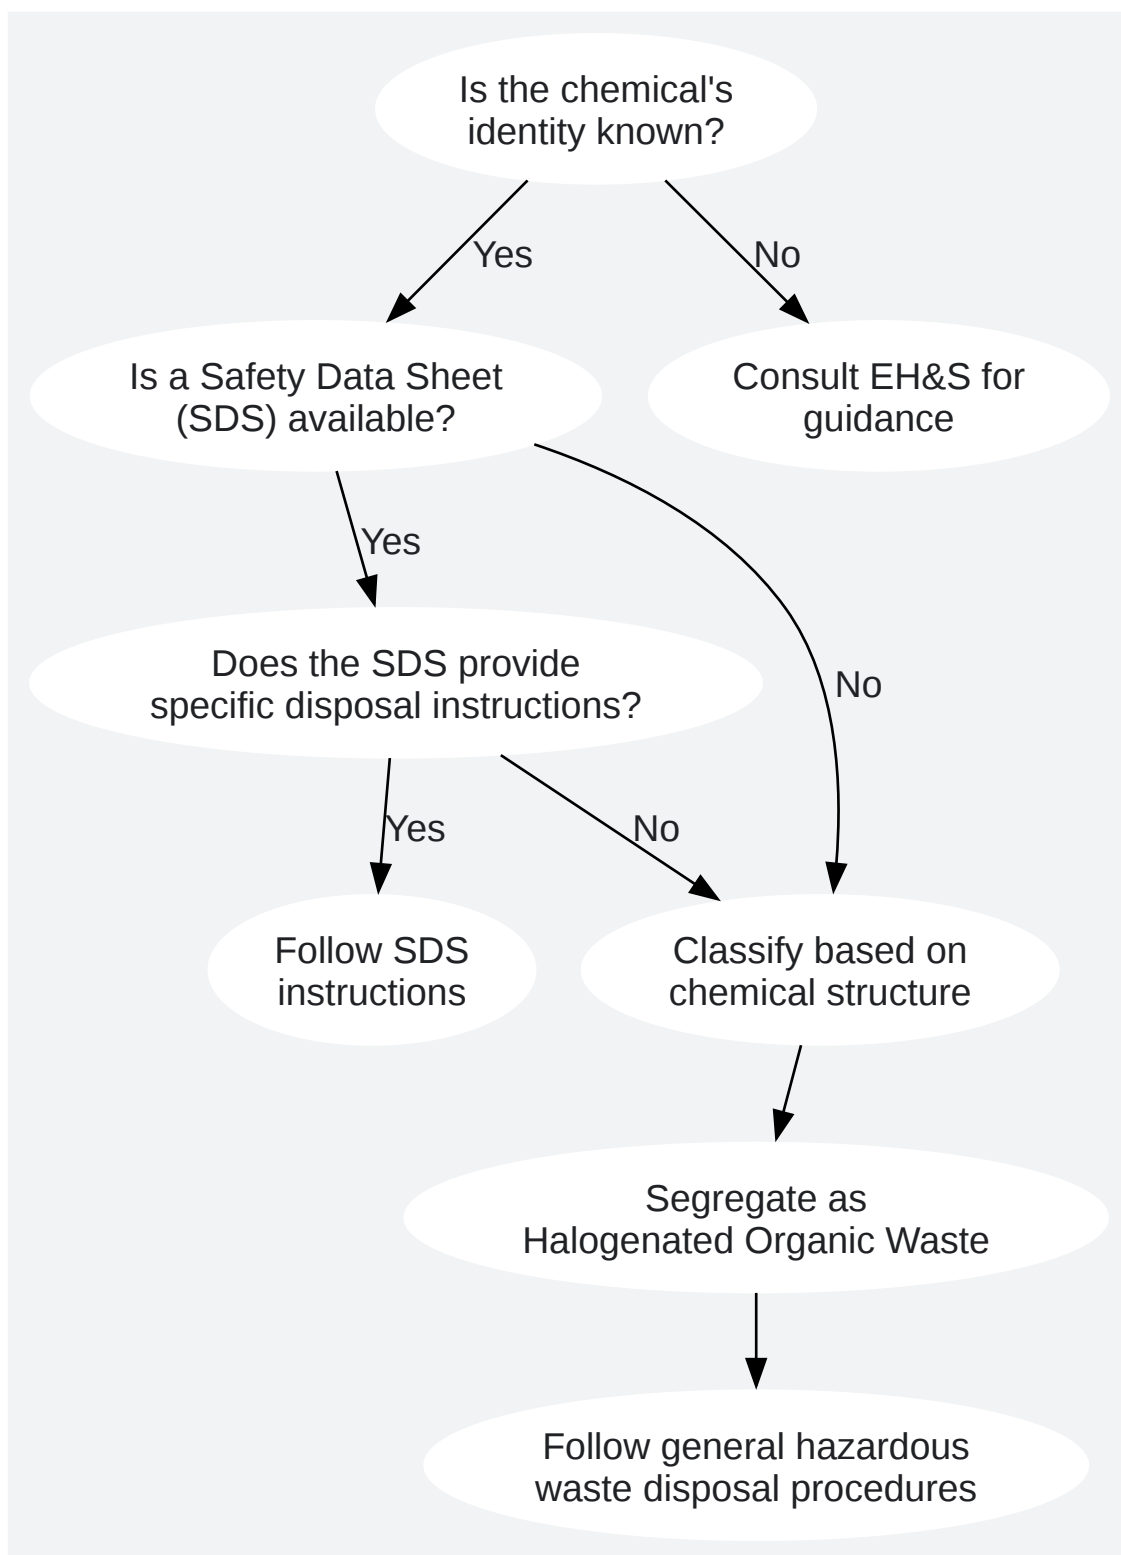 Is the chemical's
identity known?
Yes
No
Is a Safety Data Sheet
(SDS) available?
Consult EH&S for
guidance
Yes
Does the SDS provide
specific disposal instructions?
No
Yes
No
Follow SDS
instructions
Classify based on
chemical structure
Segregate as
Halogenated Organic Waste
Follow general hazardous
waste disposal procedures